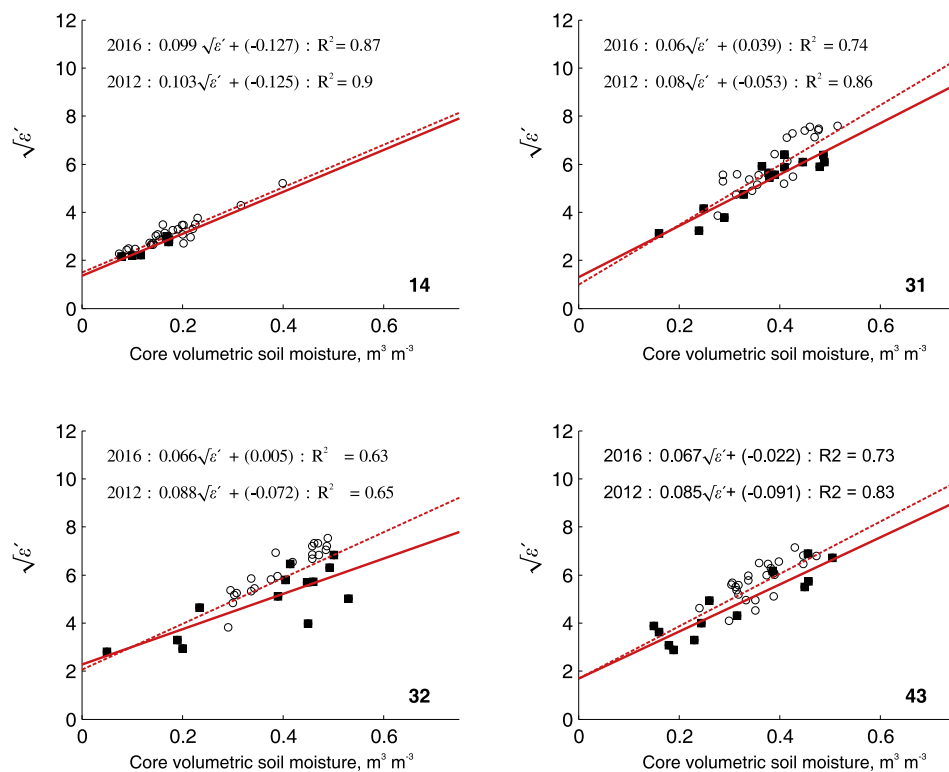 12
10
8
6
4
2
0
√ε′
2016 : 0.099 √ε′ + (-0.127) : R² = 0.87
2012 : 0.103√ε′ + (-0.125) : R² = 0.9
14
0 0.2 0.4 0.6
Core volumetric soil moisture, m³ m⁻³
12
10
8
6
4
2
0
√ε′
2016 : 0.06√ε′ + (0.039) : R² = 0.74
2012 : 0.08√ε′ + (-0.053) : R² = 0.86
31
0 0.2 0.4 0.6
Core volumetric soil moisture, m³ m⁻³
12
10
8
6
4
2
0
√ε′
2016 : 0.066√ε′ + (0.005) : R² = 0.63
2012 : 0.088√ε′ + (-0.072) : R² = 0.65
32
0 0.2 0.4 0.6
Core volumetric soil moisture, m³ m⁻³
12
10
8
6
4
2
0
√ε′
2016 : 0.067√ε′+ (-0.022) : R2 = 0.73
2012 : 0.085√ε′+ (-0.091) : R2 = 0.83
43
0 0.2 0.4 0.6
Core volumetric soil moisture, m³ m⁻³